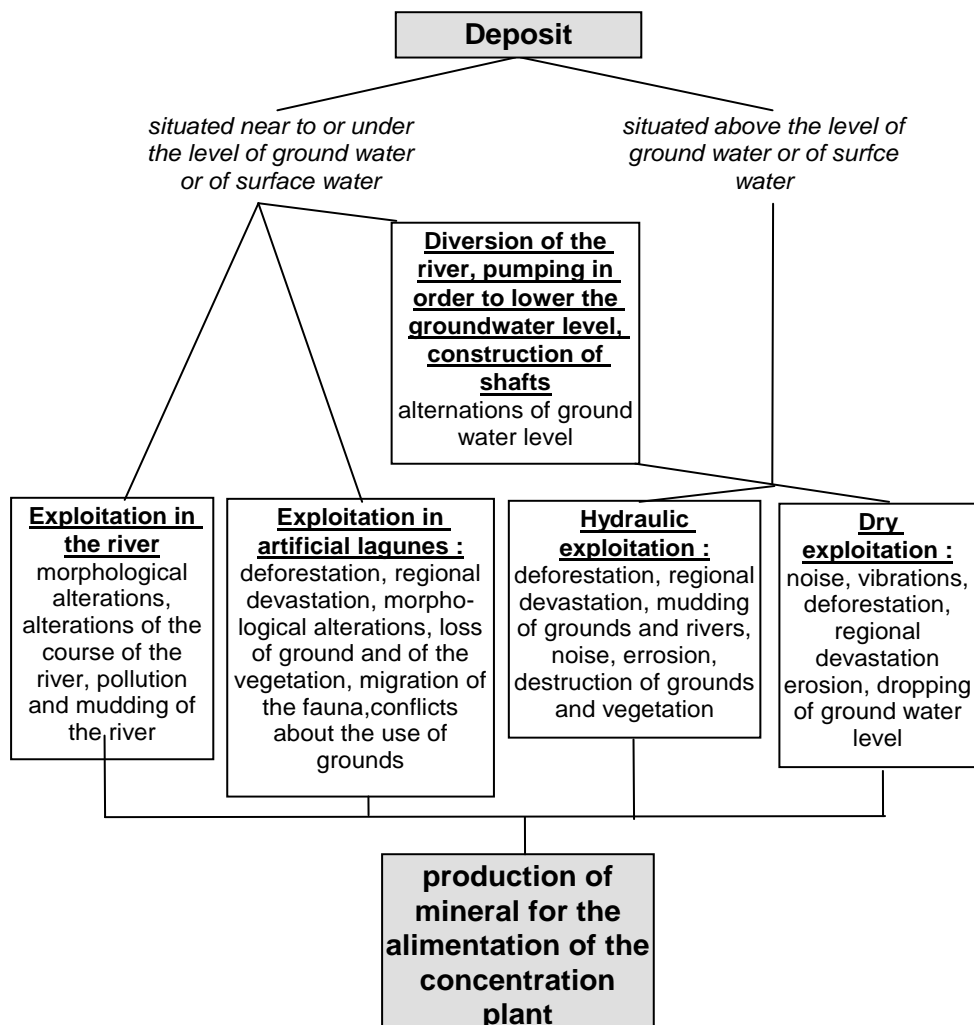 Deposit
situated near to or under
the level of ground water
or of surface water
situated above the level of
ground water or of surfce
water
Diversion of the
river, pumping in
order to lower the
groundwater level,
construction of
shafts
alternations of ground
water level
Exploitation in
the river
morphological
alterations,
alterations of the
course of the
river, pollution
and mudding of
the river
Exploitation in
artificial lagunes :
deforestation, regional
devastation, morpho-
logical alterations, loss
of ground and of the
vegetation, migration of
the fauna,conflicts
about the use of
grounds
Hydraulic
exploitation :
deforestation, regional
devastation, mudding
of grounds and rivers,
noise, errosion,
destruction of grounds
and vegetation
Dry
exploitation :
noise, vibrations,
deforestation,
regional
devastation
erosion, dropping
of ground water
level
production of
mineral for the
alimentation of the
concentration
plant